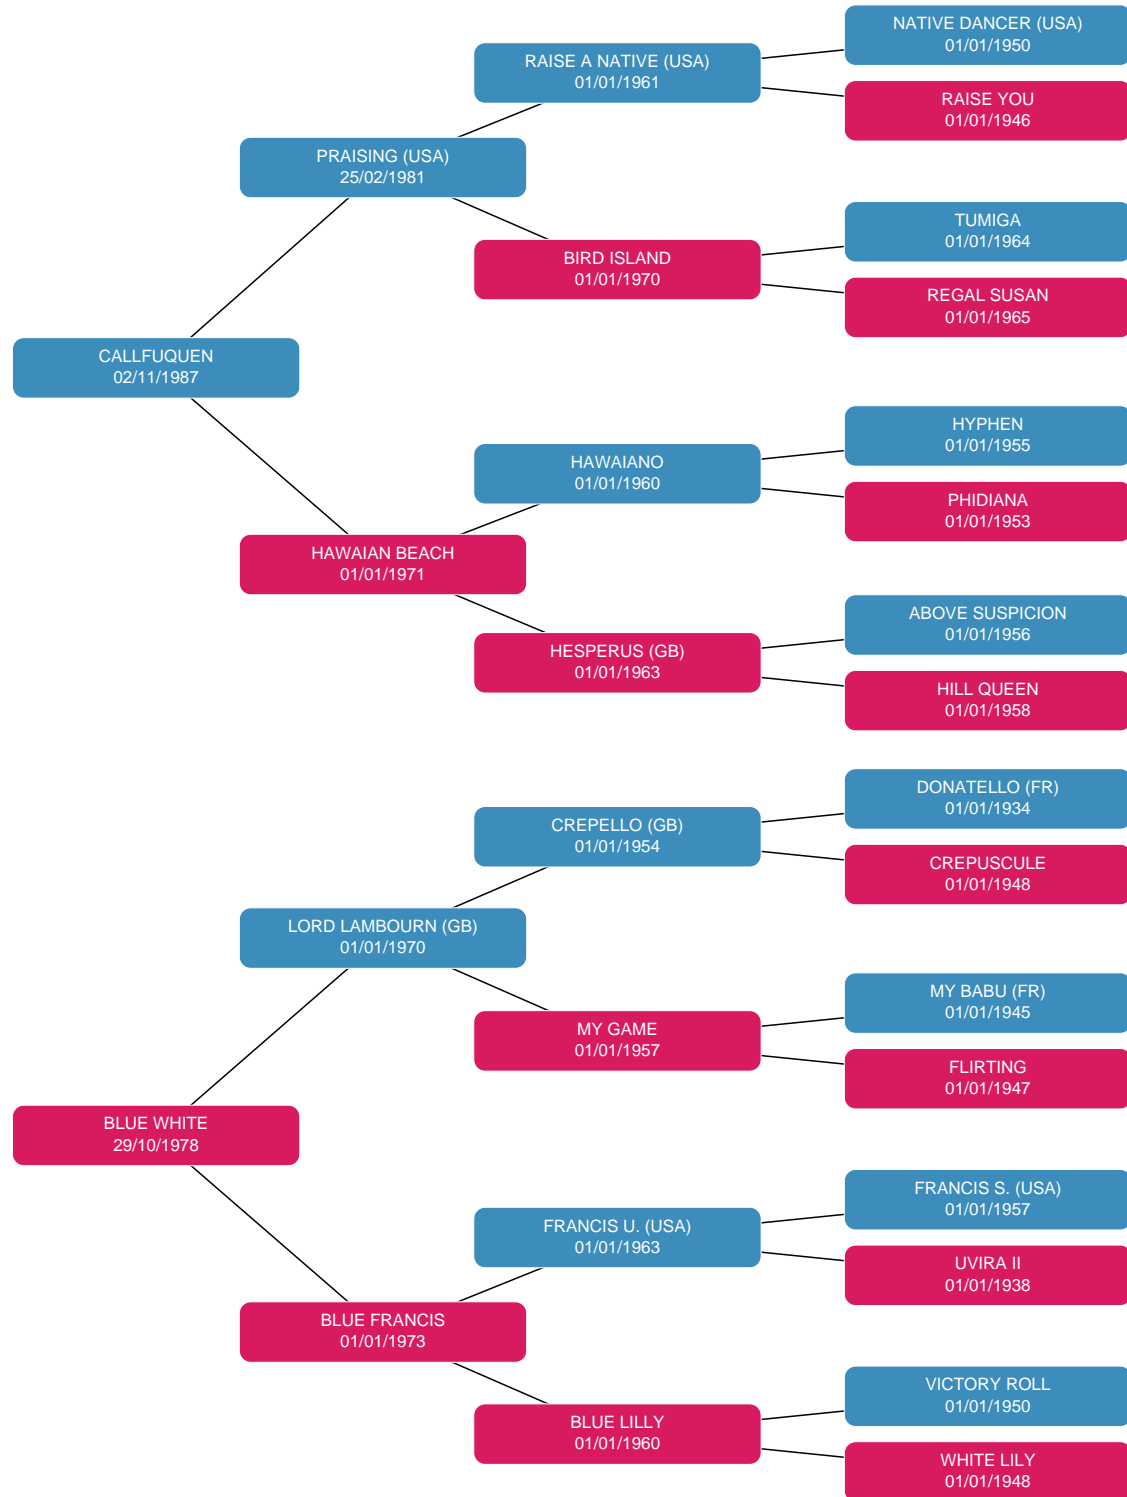 NATIVE DANCER (USA)
01/01/1950
RAISE A NATIVE (USA)
01/01/1961
RAISE YOU
01/01/1946
PRAISING (USA)
25/02/1981
TUMIGA
01/01/1964
BIRD ISLAND
01/01/1970
REGAL SUSAN
01/01/1965
CALLFUQUEN
02/11/1987
HYPHEN
01/01/1955
HAWAIANO
01/01/1960
PHIDIANA
01/01/1953
HAWAIAN BEACH
01/01/1971
ABOVE SUSPICION
01/01/1956
HESPERUS (GB)
01/01/1963
HILL QUEEN
01/01/1958
DONATELLO (FR)
01/01/1934
CREPELLO (GB)
01/01/1954
CREPUSCULE
01/01/1948
LORD LAMBOURN (GB)
01/01/1970
MY BABU (FR)
01/01/1945
MY GAME
01/01/1957
FLIRTING
01/01/1947
BLUE WHITE
29/10/1978
FRANCIS S. (USA)
01/01/1957
FRANCIS U. (USA)
01/01/1963
UVIRA II
01/01/1938
BLUE FRANCIS
01/01/1973
VICTORY ROLL
01/01/1950
BLUE LILLY
01/01/1960
WHITE LILY
01/01/1948